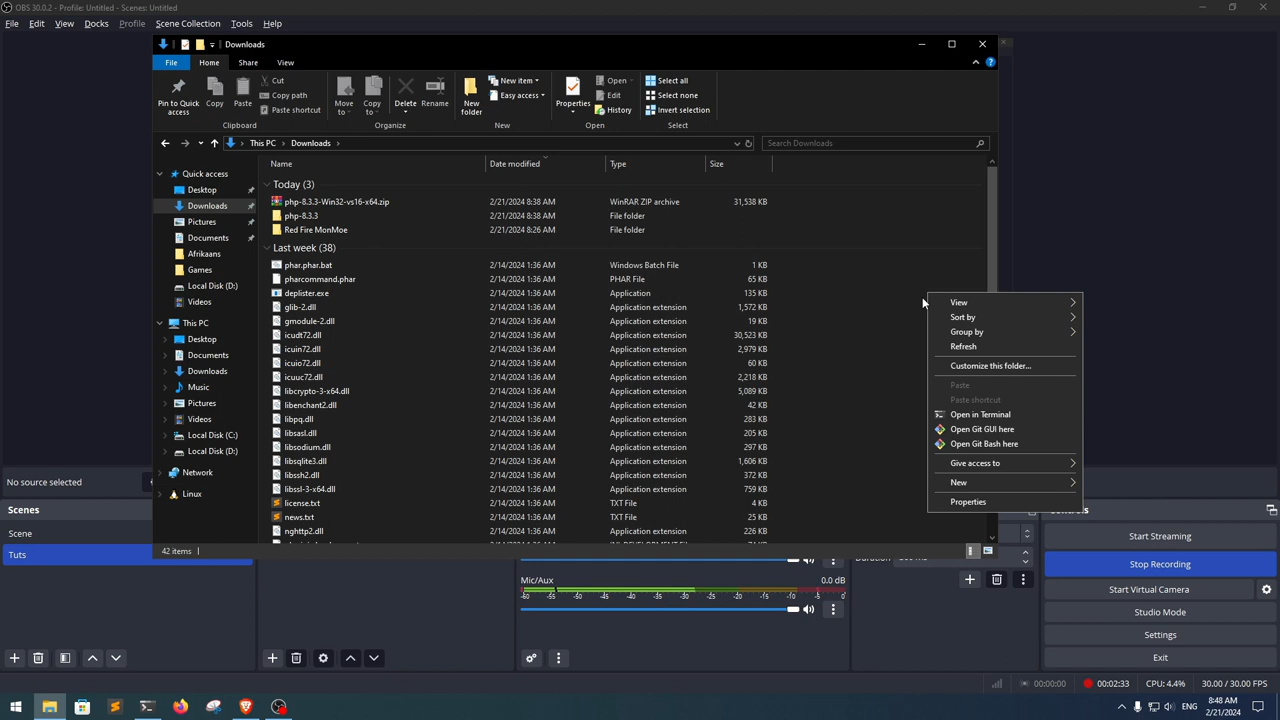 OBS 30.0.2 - Profile: Untitled - Scenes: Untitled
File Edit View Docks Profile Scene Collection Tools Help
Downloads
File Home Share View
Pin to Quick access
Copy
Paste
Cut
Copy path
Paste shortcut
Clipboard
Move to
Copy to
Delete
Rename
Organize
New folder
New item
Easy access
New
Properties
Open
Edit
History
Open
Select all
Select none
Invert selection
Select
This PC > Downloads >
Search Downloads
Quick access
Desktop
Downloads
Pictures
Documents
Afrikaans
Games
Local Disk (D:)
Videos
This PC
Desktop
Documents
Downloads
Music
Pictures
Videos
Local Disk (C:)
Local Disk (D:)
Network
Linux
Name Date modified Type Size
Today (3)
php-8.3.3-Win32-vs16-x64.zip 2/21/2024 8:38 AM WinRAR ZIP archive 31,538 KB
php-8.3.3 2/21/2024 8:38 AM File folder
Red Fire MonMoe 2/21/2024 8:26 AM File folder
Last week (38)
phar.phar.bat 2/14/2024 1:36 AM Windows Batch File 1 KB
pharcommand.phar 2/14/2024 1:36 AM PHAR File 65 KB
deplister.exe 2/14/2024 1:36 AM Application 135 KB
glib-2.dll 2/14/2024 1:36 AM Application extension 1,572 KB
gmodule-2.dll 2/14/2024 1:36 AM Application extension 19 KB
icudt72.dll 2/14/2024 1:36 AM Application extension 30,523 KB
icuin72.dll 2/14/2024 1:36 AM Application extension 2,979 KB
icuio72.dll 2/14/2024 1:36 AM Application extension 60 KB
icuuc72.dll 2/14/2024 1:36 AM Application extension 2,218 KB
libcrypto-3-x64.dll 2/14/2024 1:36 AM Application extension 5,089 KB
libenchant2.dll 2/14/2024 1:36 AM Application extension 42 KB
libpq.dll 2/14/2024 1:36 AM Application extension 283 KB
libsasl.dll 2/14/2024 1:36 AM Application extension 205 KB
libsodium.dll 2/14/2024 1:36 AM Application extension 297 KB
libsqlite3.dll 2/14/2024 1:36 AM Application extension 1,606 KB
libssh2.dll 2/14/2024 1:36 AM Application extension 372 KB
libssl-3-x64.dll 2/14/2024 1:36 AM Application extension 759 KB
license.txt 2/14/2024 1:36 AM TXT File 4 KB
news.txt 2/14/2024 1:36 AM TXT File 25 KB
nghttp2.dll 2/14/2024 1:36 AM Application extension 226 KB
42 items
View
Sort by
Group by
Refresh
Customize this folder...
Paste
Paste shortcut
Open in Terminal
Open Git GUI here
Open Git Bash here
Give access to
New
Properties
No source selected
Scenes
Scene
Tuts
Mic/Aux 0.0 dB
-60 -55 -50 -45 -40 -35 -30 -25 -20 -15 -10 -5 0
Controls
Start Streaming
Stop Recording
Start Virtual Camera
Studio Mode
Settings
Exit
00:00:00 00:02:33 CPU: 4.4% 30.00 / 30.00 FPS
ENG
8:48 AM
2/21/2024